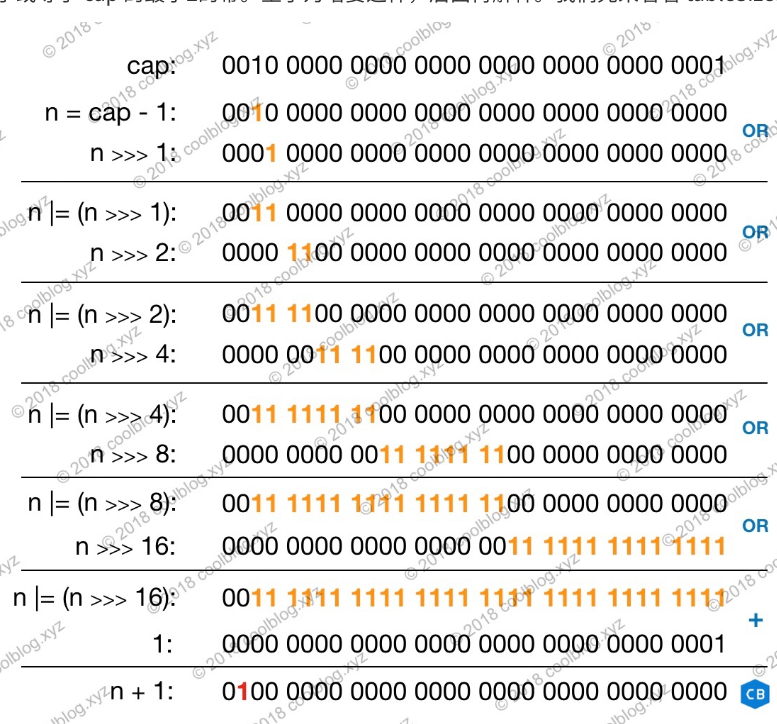 cap: 0010 0000 0000 0000 0000 0000 0000 0001
n = cap - 1: 0010 0000 0000 0000 0000 0000 0000 0000
OR
n >>> 1: 0001 0000 0000 0000 0000 0000 0000 0000
n |= (n >>> 1): 0011 0000 0000 0000 0000 0000 0000 0000
OR
n >>> 2: 0000 1100 0000 0000 0000 0000 0000 0000
n |= (n >>> 2): 0011 1100 0000 0000 0000 0000 0000 0000
OR
n >>> 4: 0000 0011 1100 0000 0000 0000 0000 0000
n |= (n >>> 4): 0011 1111 1100 0000 0000 0000 0000 0000
OR
n >>> 8: 0000 0000 0011 1111 1100 0000 0000 0000
n |= (n >>> 8): 0011 1111 1111 1111 1100 0000 0000 0000
OR
n >>> 16: 0000 0000 0000 0000 0011 1111 1111 1111
n |= (n >>> 16): 0011 1111 1111 1111 1111 1111 1111 1111
+
1: 0000 0000 0000 0000 0000 0000 0000 0001
n + 1: 0100 0000 0000 0000 0000 0000 0000 0000
CB
© 2018 coolblog.xyz